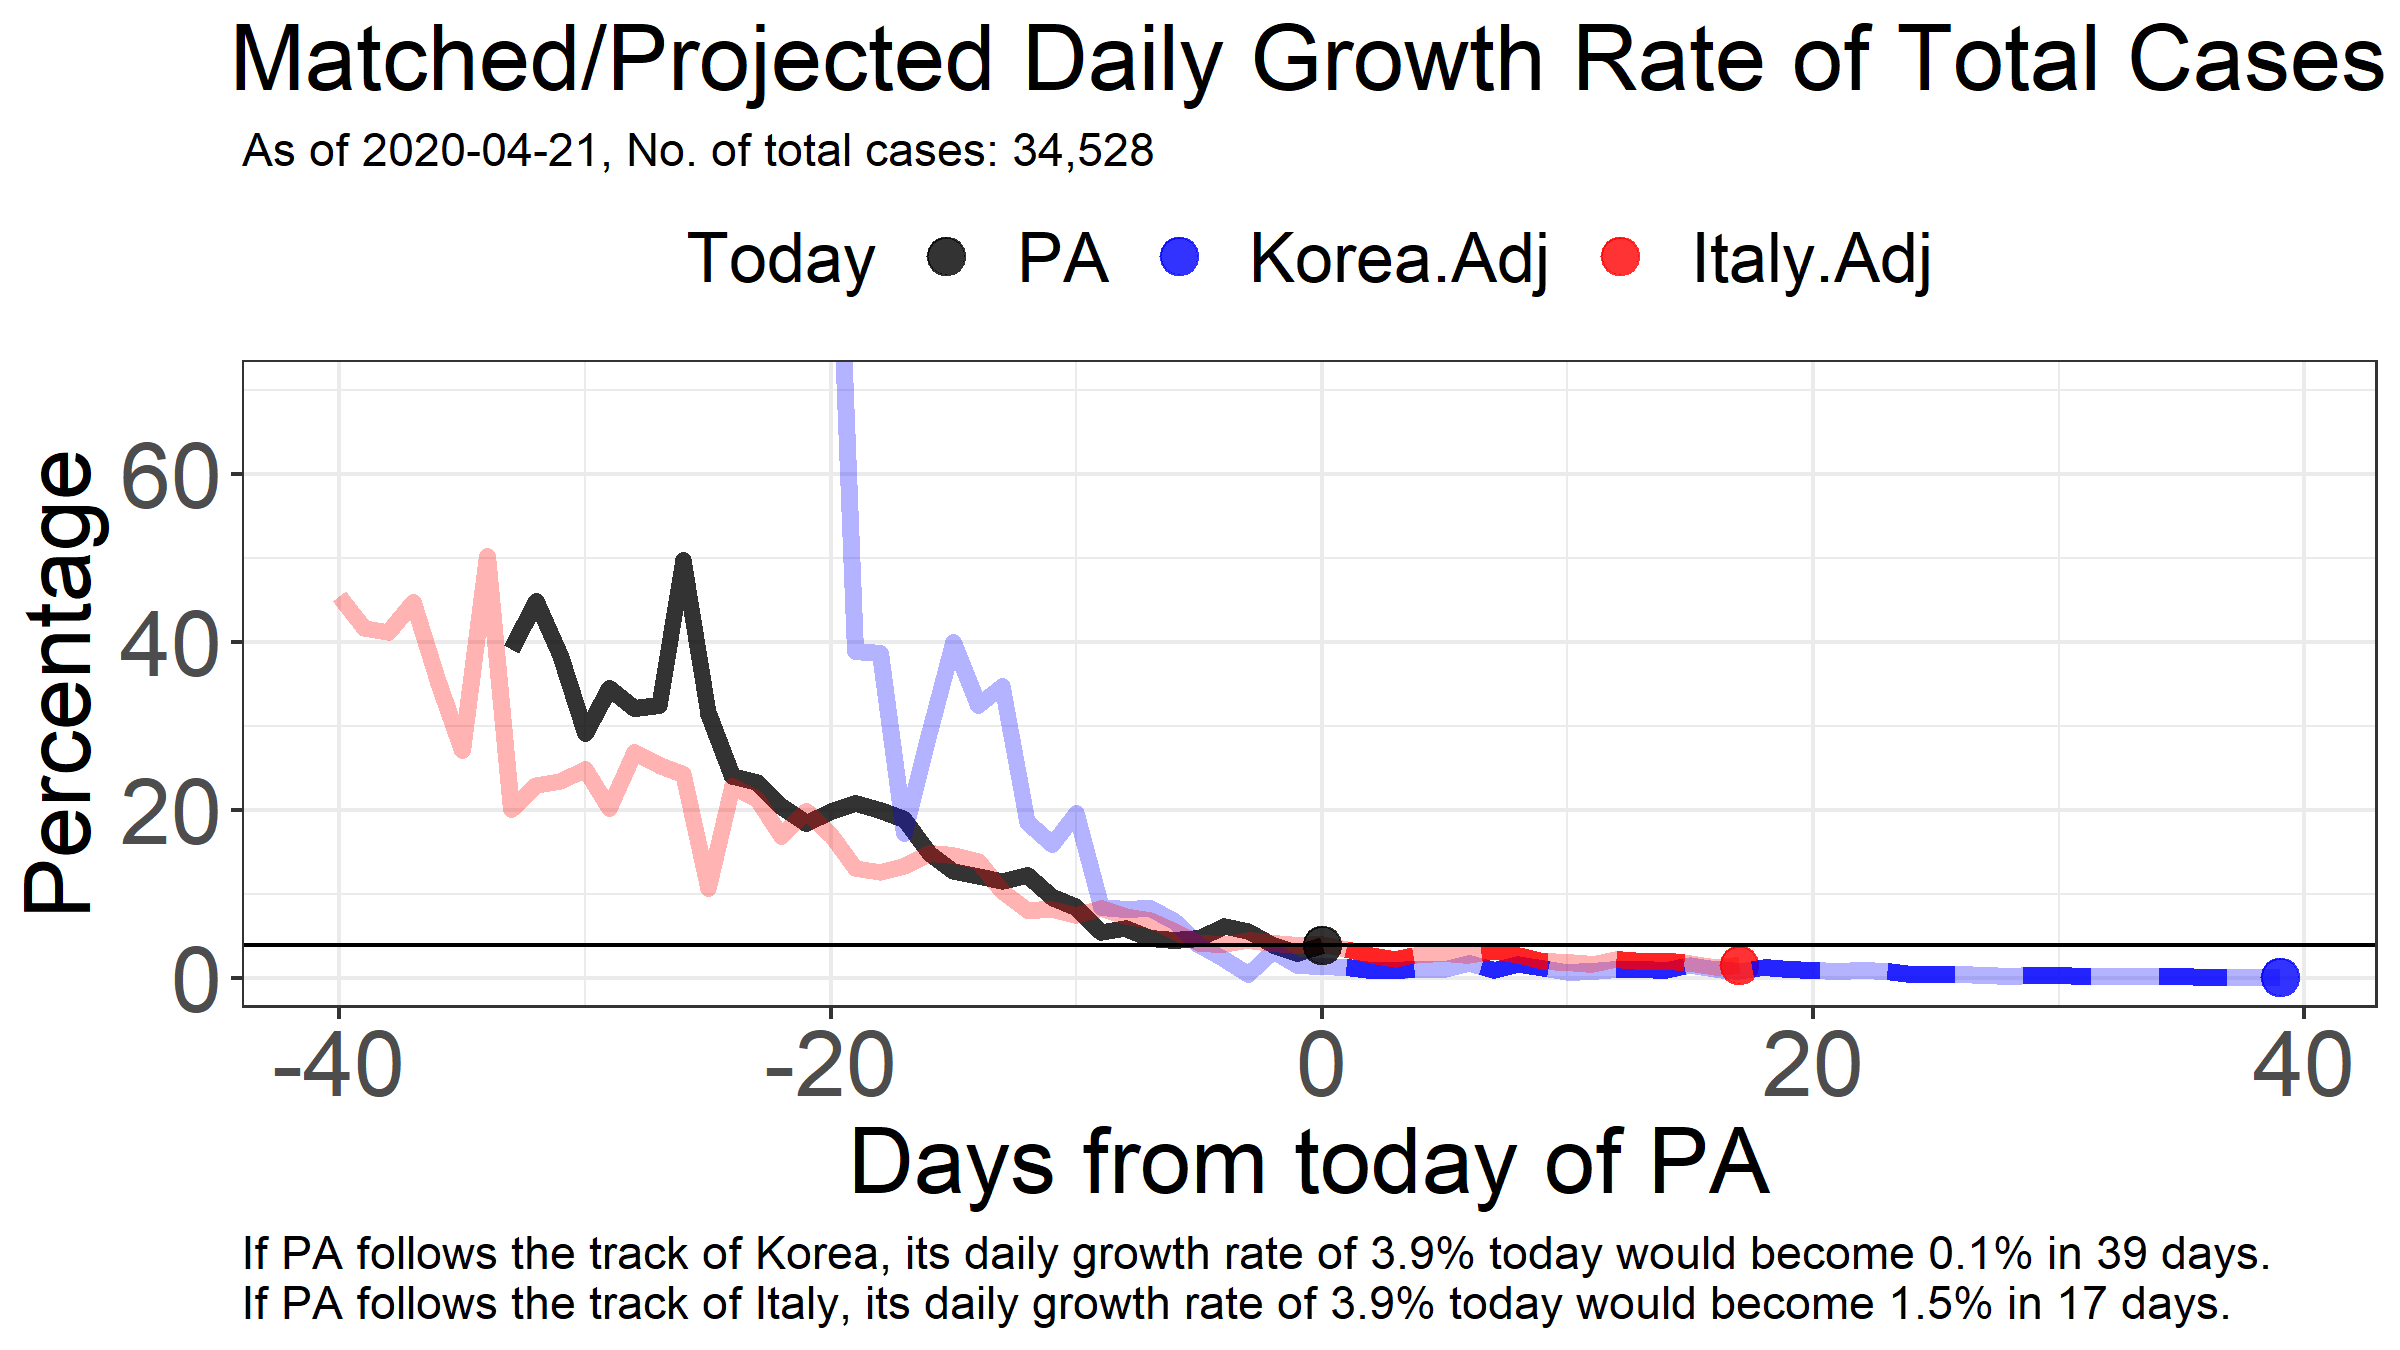 Matched/Projected Daily Growth Rate of Total Cases
As of 2020-04-21, No. of total cases: 34,528
Today PA Korea.Adj Italy.Adj
Percentage
60
40
20
0
-40 -20 0 20 40
Days from today of PA
If PA follows the track of Korea, its daily growth rate of 3.9% today would become 0.1% in 39 days.
If PA follows the track of Italy, its daily growth rate of 3.9% today would become 1.5% in 17 days.